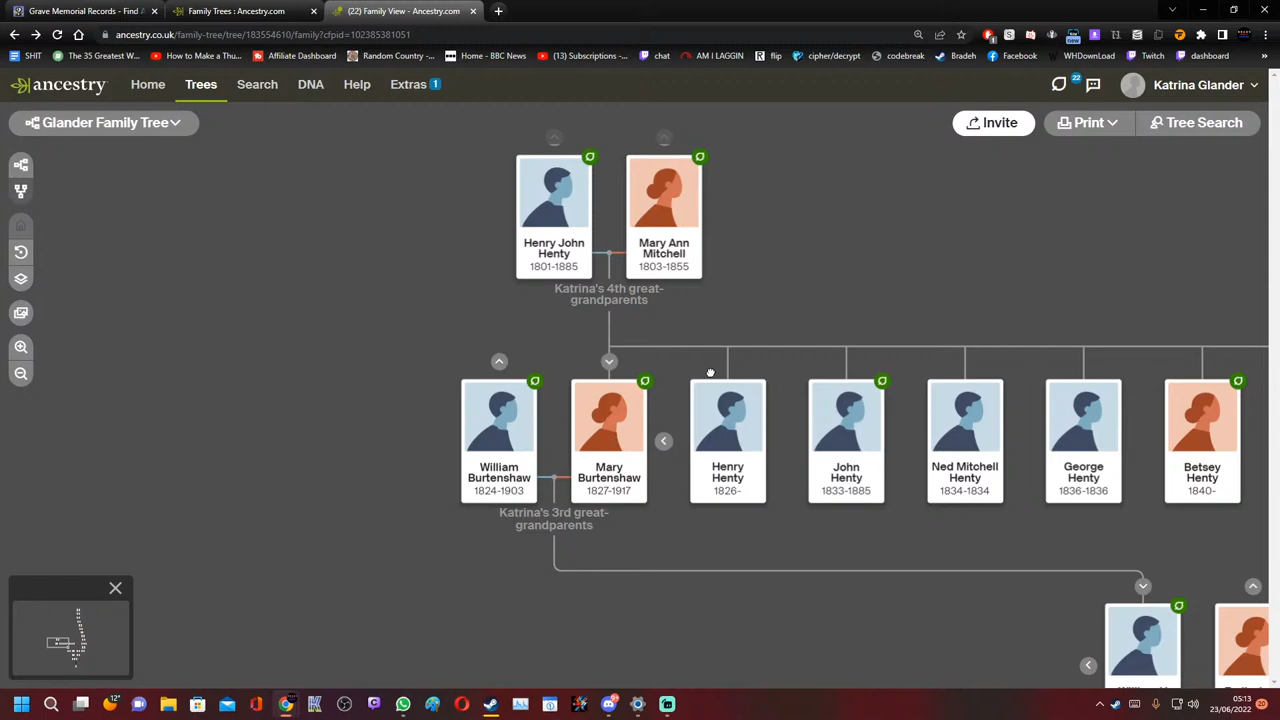 Grave Memorial Records - Find A
Family Trees : Ancestry.com
(22) Family View - Ancestry.com
ancestry.co.uk/family-tree/tree/183554610/family?cfpid=102385381051
SHIT
The 35 Greatest W...
How to Make a Thu...
Random Country -...
Affiliate Dashboard
Home - BBC News
(13) Subscriptions -...
chat
AM I LAGGIN
flip
cipher/decrypt
codebreak
Bradeh
Facebook
WHDownLoad
Twitch
dashboard
ancestry
Home
Trees
Search
DNA
Help
Extras 1
22
Katrina Glander
Glander Family Tree
Invite
Print
Tree Search
Henry John
Henty
1801-1885
Mary Ann
Mitchell
1803-1855
Katrina's 4th great-
grandparents
William
Burtenshaw
1824-1903
Mary
Burtenshaw
1827-1917
Henry
Henty
1826-
John
Henty
1833-1885
Ned Mitchell
Henty
1834-1834
George
Henty
1836-1836
Betsey
Henty
1840-
Katrina's 3rd great-
grandparents
12°
05:13
23/06/2022
20